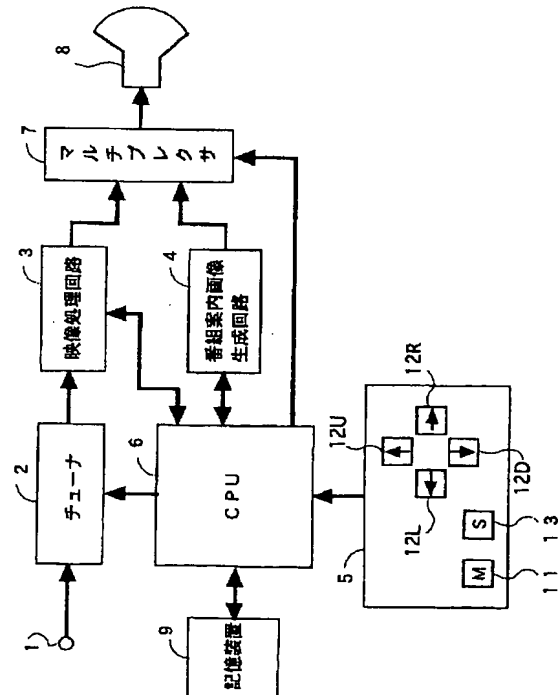 1
2
チューナ
3
映像処理回路
7
マルチプレクサ
8
6
CPU
4
番組案内画像
生成回路
9
記憶装置
5
12U
12L
12R
12D
M
S
11
13